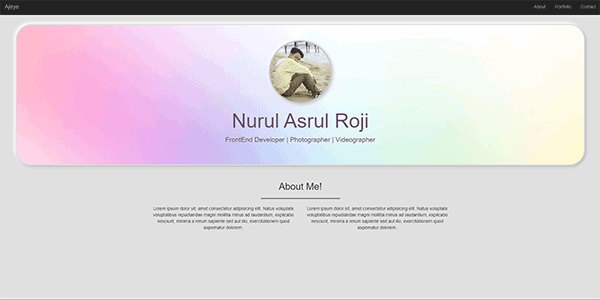 Ajeye
About Portfolio Contact
Nurul Asrul Roji
FrontEnd Developer | Photographer | Videographer
About Me!
Lorem ipsum dolor sit, amet consectetur adipisicing elit. Natus voluptate
voluptatibus repudiandae magni mollitia minus ad laudantium, explicabo
nesciunt, minima a rerum sapiente sed aut illo, exercitationem quod
aspernatur dolorem.
Lorem ipsum dolor sit, amet consectetur adipisicing elit. Natus voluptate
voluptatibus repudiandae magni mollitia minus ad laudantium, explicabo
nesciunt, minima a rerum sapiente sed aut illo, exercitationem quod
aspernatur dolorem.